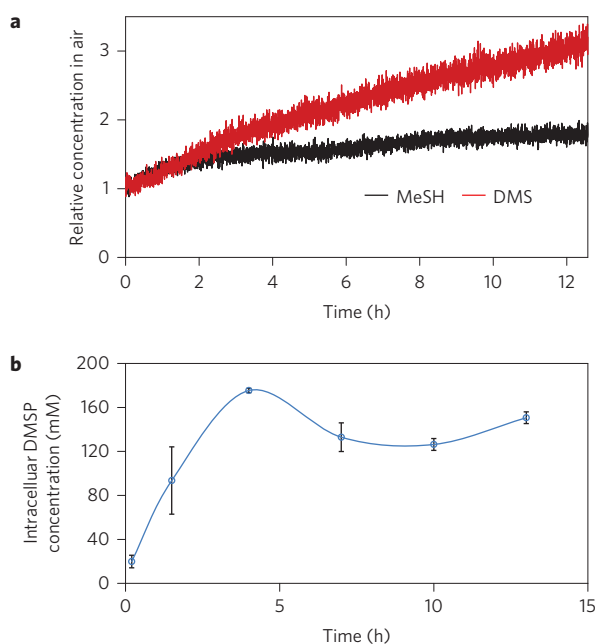 a
Relative concentration in air
3
2
1
0
MeSH DMS
0 2 4 6 8 10 12
Time (h)
b
Intracelluar DMSP
concentration (mM)
200
160
120
80
40
0
0 5 10 15
Time (h)